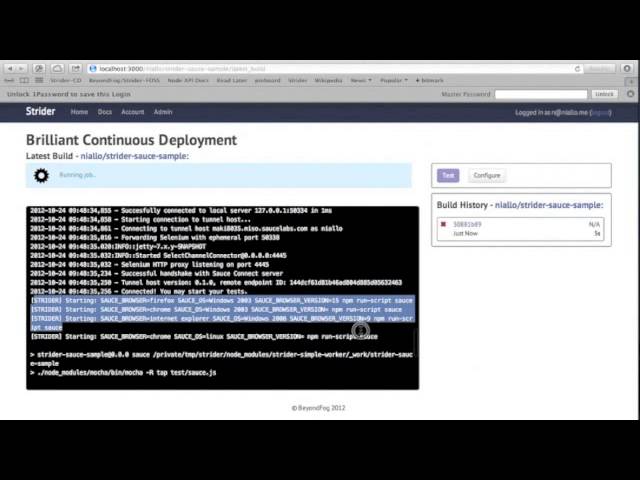 localhost:3000/niallo/strider-sauce-sample/latest_build
Strider-CD BeyondFog/Strider-FOSS Node API Docs Read Later pinboard Strider Wikipedia News Popular + bitmark
Unlock 1Password to save this Login Master Password: Unlock
Strider Home Docs Account Admin Logged in as n@niallo.me (logout)
Brilliant Continuous Deployment
Latest Build - niallo/strider-sauce-sample:
Running job..
Test Configure
Build History - niallo/strider-sauce-sample:
N/A
Just Now 5s
2012-10-24 09:48:34,855 - Succesfully connected to local server 127.0.0.1:50334 in 1ms
2012-10-24 09:48:34,858 - Starting connection to tunnel host...
2012-10-24 09:48:34,861 - Connecting to tunnel host maki8035.miso.saucelabs.com as niallo
2012-10-24 09:48:35,016 - Forwarding Selenium with ephemeral port 50338
2012-10-24 09:48:35.020:INFO::jetty-7.x.y-SNAPSHOT
2012-10-24 09:48:35.032:INFO::Started SelectChannelConnector@0.0.0.0:4445
2012-10-24 09:48:35,034 - Selenium HTTP proxy listening on port 4445
2012-10-24 09:48:35,254 - Successful handshake with Sauce Connect server
2012-10-24 09:48:35,255 - Tunnel host version: 0.1.0, remote endpoint ID:
2012-10-24 09:48:35,256 - Connected! You may start your tests.
[STRIDER] Starting: SAUCE_BROWSER=firefox SAUCE_OS=Windows 2003 SAUCE_BROWSER_VERSION=15 npm run-script sauce
[STRIDER] Starting: SAUCE_BROWSER=chrome SAUCE_OS=Windows 2003 SAUCE_BROWSER_VERSION= npm run-script sauce
[STRIDER] Starting: SAUCE_BROWSER=internet explorer SAUCE_OS=Windows 2008 SAUCE_BROWSER_VERSION=9 npm run-scr
ipt sauce
[STRIDER] Starting: SAUCE_BROWSER=chrome SAUCE_OS=linux SAUCE_BROWSER_VERSION= npm run-script sauce
> strider-sauce-sample@0.0.0 sauce /private/tmp/strider/node_modules/strider-simple-worker/_work/strider-sauc
e-sample
> ./node_modules/mocha/bin/mocha -R tap test/sauce.js
© BeyondFog 2012